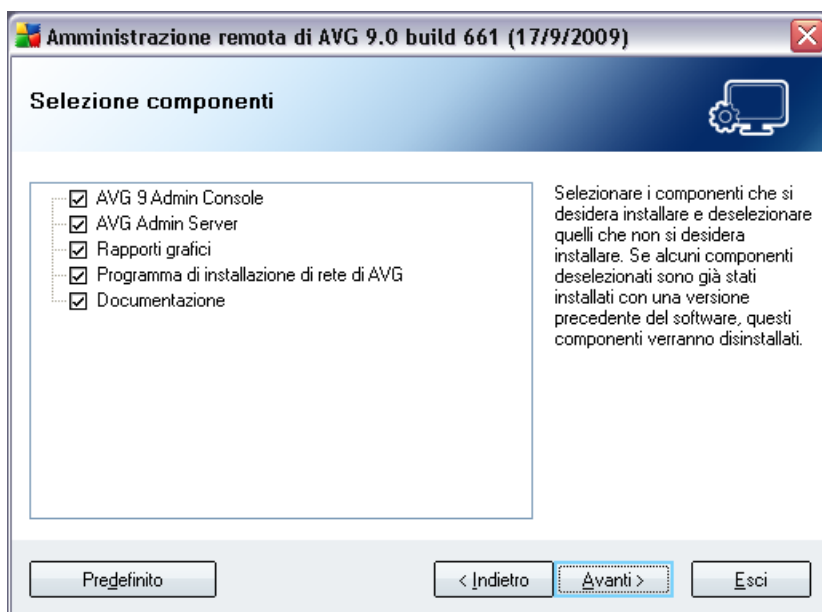 Amministrazione remota di AVG 9.0 build 661 (17/9/2009)
Selezione componenti
AVG 9 Admin Console
AVG Admin Server
Rapporti grafici
Programma di installazione di rete di AVG
Documentazione
Selezionare i componenti che si
desidera installare e deselezionare
quelli che non si desidera
installare. Se alcuni componenti
deselezionati sono già stati
installati con una versione
precedente del software, questi
componenti verranno disinstallati.
Predefinito
< Indietro
Avanti >
Esci